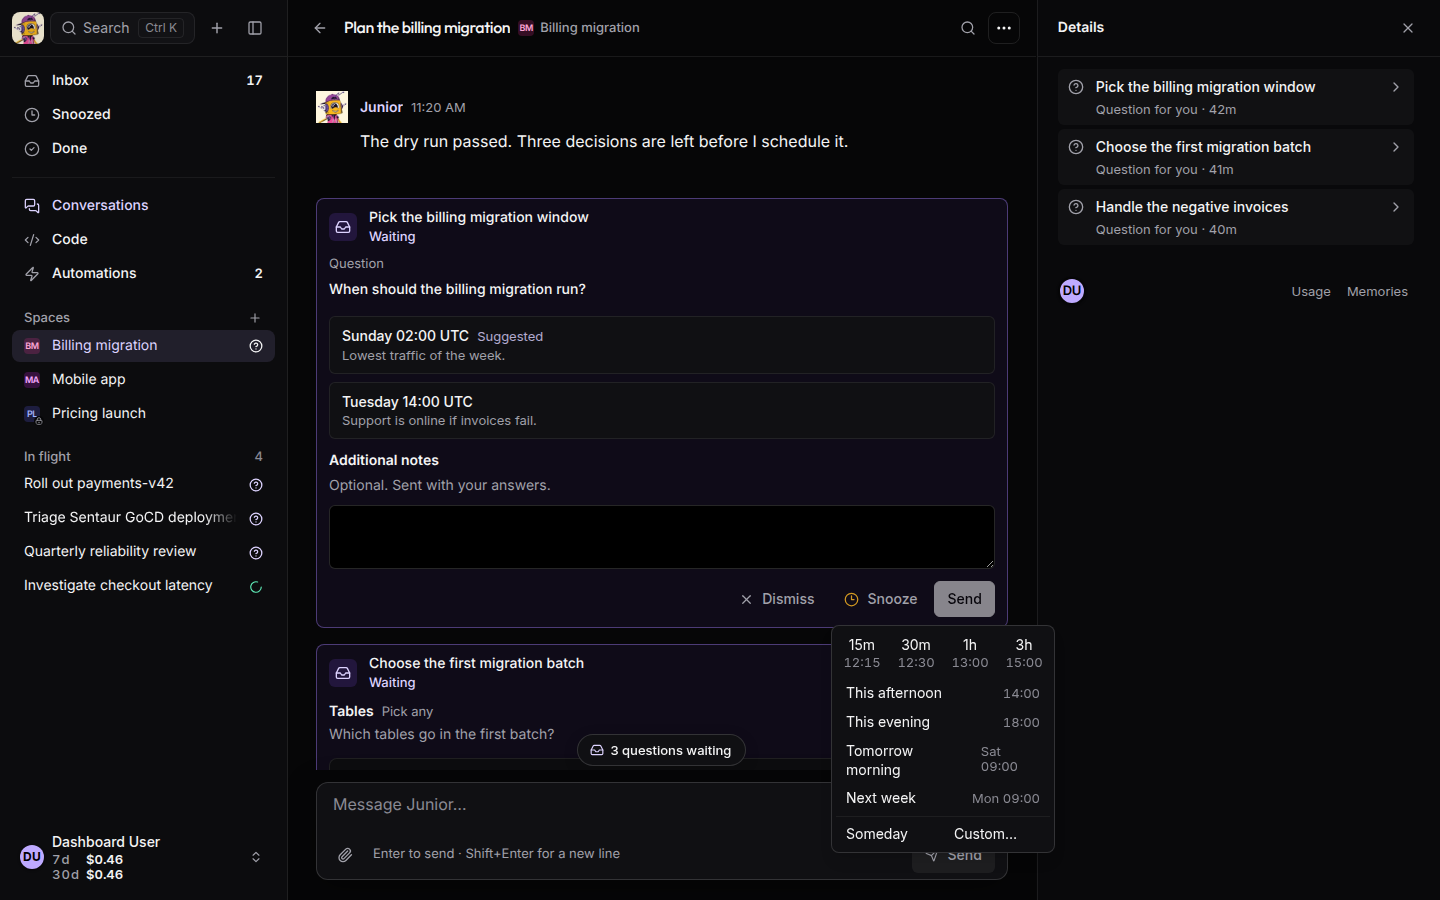 Search Ctrl K
Inbox 17
Snoozed
Done
Conversations
Code
Automations 2
Spaces
BM Billing migration
MA Mobile app
PL Pricing launch
In flight 4
Roll out payments-v42
Triage Sentaur GoCD deployme
Quarterly reliability review
Investigate checkout latency
DU Dashboard User
7d $0.46
30d $0.46
Plan the billing migration BM Billing migration
Junior 11:20 AM
The dry run passed. Three decisions are left before I schedule it.
Pick the billing migration window
Waiting
Question
When should the billing migration run?
Sunday 02:00 UTC Suggested
Lowest traffic of the week.
Tuesday 14:00 UTC
Support is online if invoices fail.
Additional notes
Optional. Sent with your answers.
Dismiss Snooze Send
15m 30m 1h 3h
12:15 12:30 13:00 15:00
This afternoon 14:00
This evening 18:00
Tomorrow morning Sat 09:00
Next week Mon 09:00
Someday Custom...
Choose the first migration batch
Waiting
Tables Pick any
Which tables go in the first batch?
3 questions waiting
Message Junior...
Enter to send · Shift+Enter for a new line
Send
Details
Pick the billing migration window
Question for you · 42m
Choose the first migration batch
Question for you · 41m
Handle the negative invoices
Question for you · 40m
DU Usage Memories